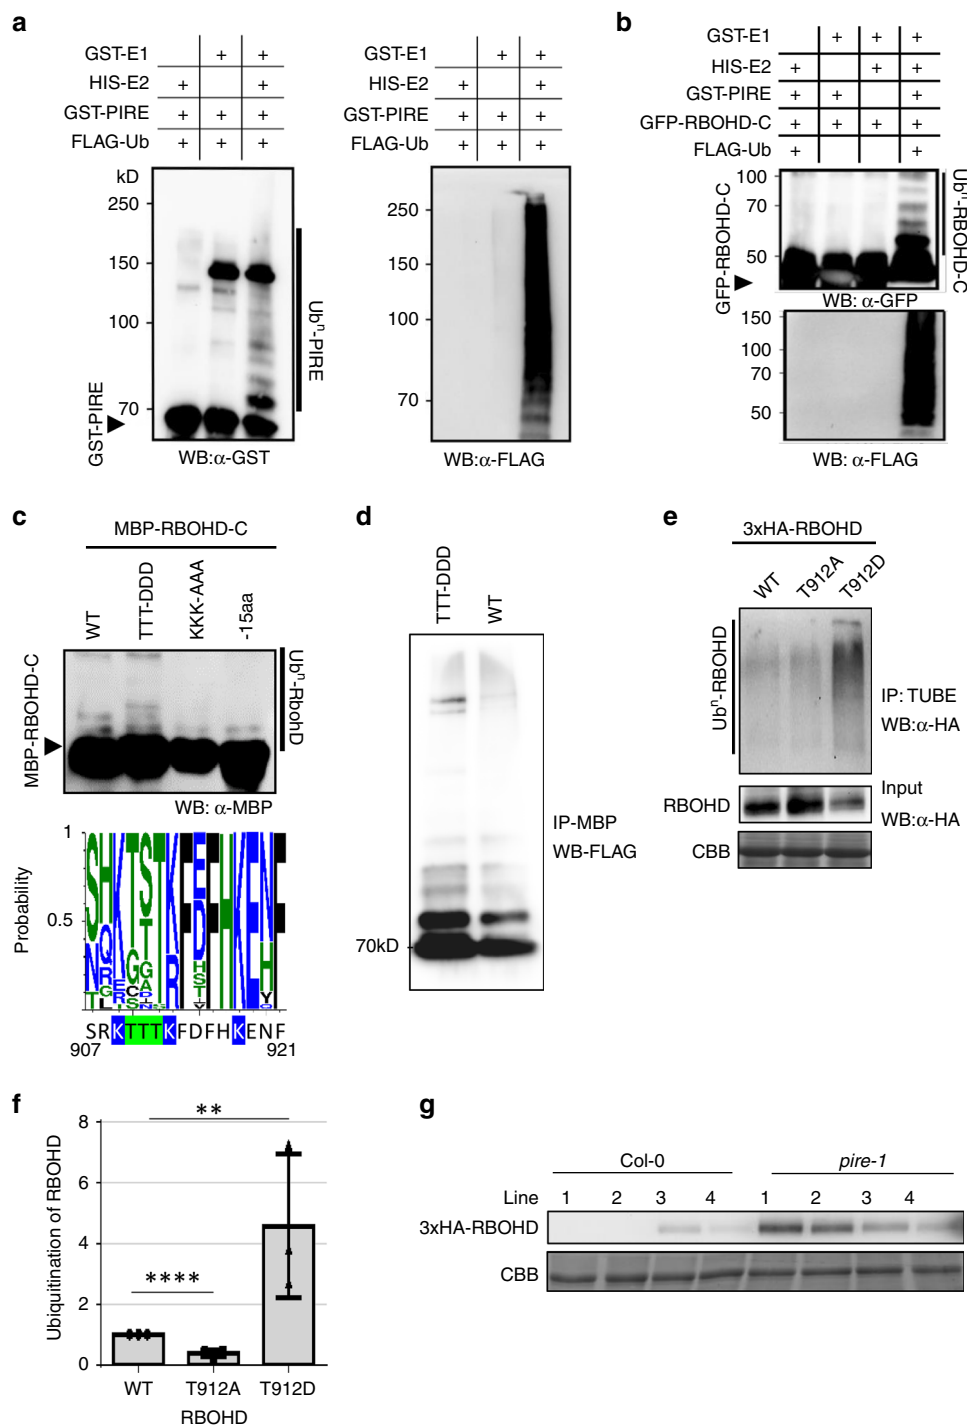 a
GST-E1 + +
HIS-E2 + +
GST-PIRE + + +
FLAG-Ub + + +
kD
250
150
100
70
GST-PIRE
Ubⁿ-PIRE
WB:α-GST
GST-E1 + +
HIS-E2 + +
GST-PIRE + + +
FLAG-Ub + + +
250
150
100
70
WB:α-FLAG
b
GST-E1 + + +
HIS-E2 + + +
GST-PIRE + + +
GFP-RBOHD-C + + + +
FLAG-Ub + +
100
70
50
GFP-RBOHD-C
Ubⁿ-RBOHD-C
WB: α-GFP
150
100
70
50
WB: α-FLAG
c
MBP-RBOHD-C
WT
TTT-DDD
KKK-AAA
-15aa
MBP-RBOHD-C
Ubⁿ-RbohD
WB: α-MBP
Probability
1
0.5
SRKTTTKFDFHKENF
907 921
d
TTT-DDD
WT
70kD
IP-MBP
WB-FLAG
e
3xHA-RBOHD
WT
T912A
T912D
Ubⁿ-RBOHD
IP: TUBE
WB:α-HA
RBOHD
Input
WB:α-HA
CBB
f
Ubiquitination of RBOHD
8
6
4
2
0
**
****
WT T912A T912D
RBOHD
g
Col-0 pire-1
Line 1 2 3 4 1 2 3 4
3xHA-RBOHD
CBB